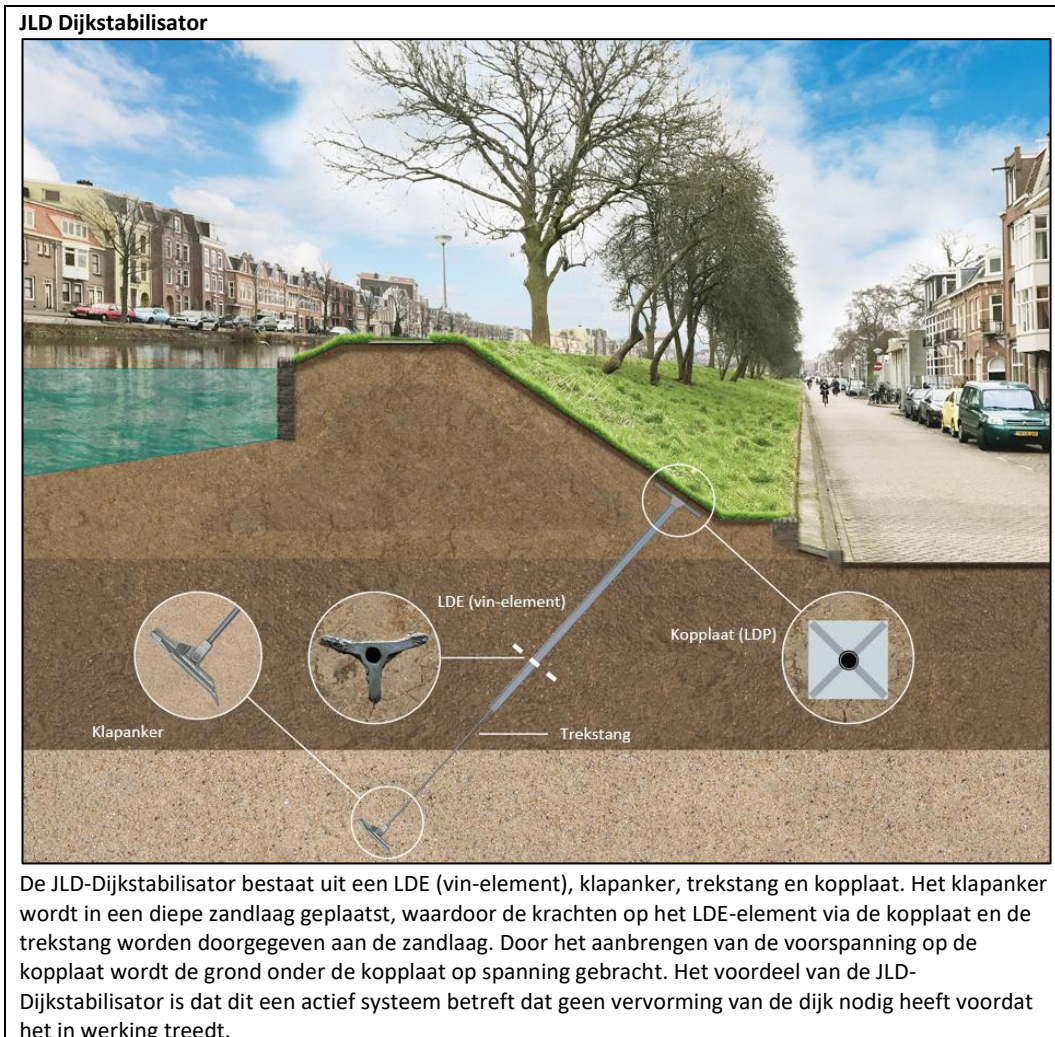 JLD Dijkstabilisator
LDE (vin-element)
Kopplaat (LDP)
Klapanker
Trekstang
De JLD-Dijkstabilisator bestaat uit een LDE (vin-element), klapanker, trekstang en kopplaat. Het klapanker
wordt in een diepe zandlaag geplaatst, waardoor de krachten op het LDE-element via de kopplaat en de
trekstang worden doorgegeven aan de zandlaag. Door het aanbrengen van de voorspanning op de
kopplaat wordt de grond onder de kopplaat op spanning gebracht. Het voordeel van de JLD-
Dijkstabilisator is dat dit een actief systeem betreft dat geen vervorming van de dijk nodig heeft voordat
het in werking treedt.